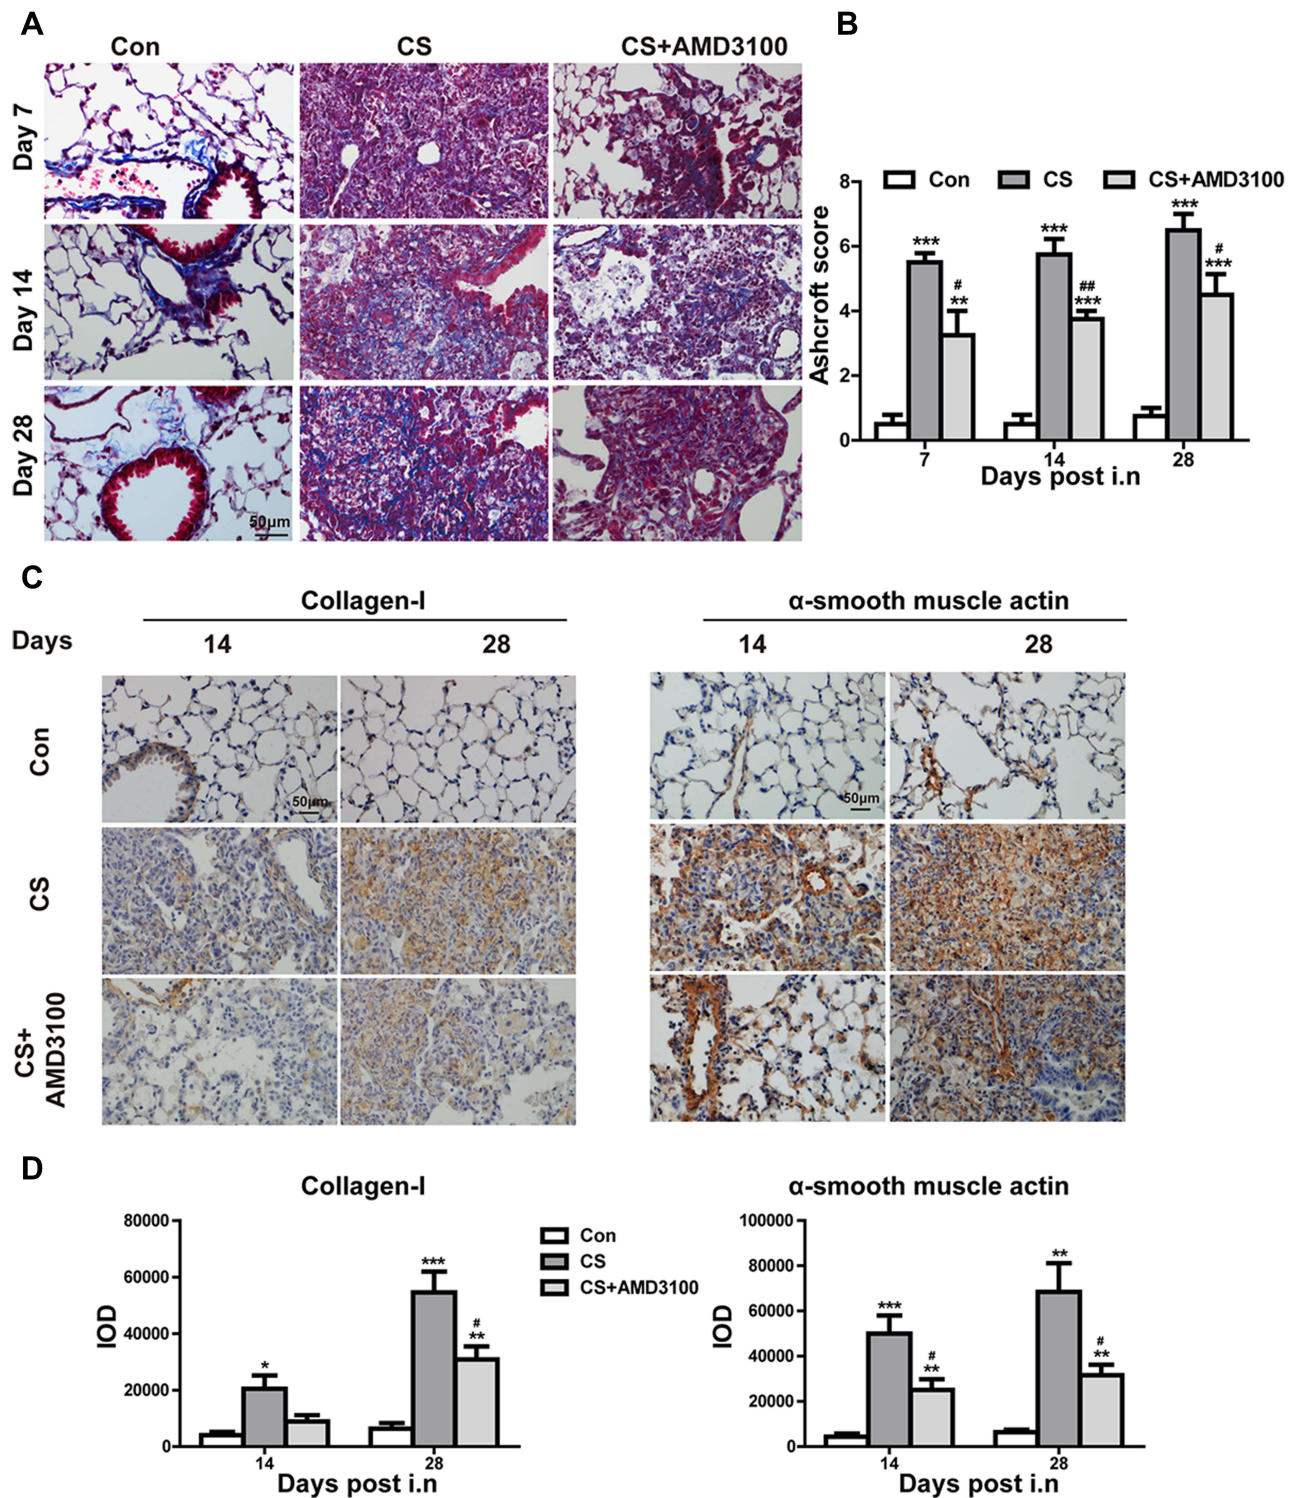 A
Con CS CS+AMD3100
Day 7
Day 14
Day 28
50μm
B
Con CS CS+AMD3100
Ashcroft score
8
6
4
2
0
*** # ** *** ## *** *** # ***
7 14 28
Days post i.n
C
Collagen-I α-smooth muscle actin
Days 14 28 14 28
Con
50μm 50μm
CS
CS+
AMD3100
D
Collagen-I
IOD
80000
60000
40000
20000
0
* *** # **
14 28
Days post i.n
Con
CS
CS+AMD3100
α-smooth muscle actin
IOD
100000
80000
60000
40000
20000
0
*** # ** ** # **
14 28
Days post i.n